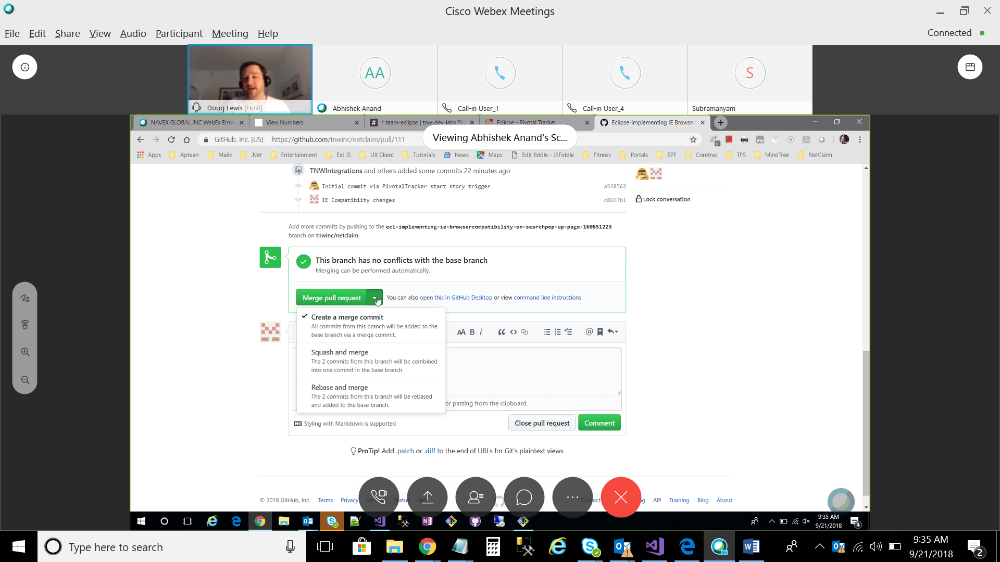 Cisco Webex Meetings
File Edit Share View Audio Participant Meeting Help
Connected
AA
S
Doug Lewis (Host)
Abhishek Anand
Call-in User_1
Call-in User_4
Subramanyam
NAVEX GLOBAL INC WebEx Ente
View Numbers
* team-eclipse | tnw-dev-labs Sla
Eclipse - Pivotal Tracker
Eclipse-implementing IE Browser
GitHub, Inc. [US] | https://github.com/tnwinc/netclaim/pull/111
Viewing Abhishek Anand's Sc...
Apps Aptean Mails .Net Entertainment Ext JS UX Client Tutorials News Maps Edit fiddle - JSFiddle Fitness Portals EPF Coretrac TFS MindTree NetClaim
TNWIntegrations and others added some commits 22 minutes ago
Initial commit via PivotalTracker start story trigger a548562
IE Compatibiity changes c8697b1
Lock conversation
Add more commits by pushing to the ecl-implementing-ie-browsercompatibility-on-searchpop-up-page-160651223
branch on tnwinc/netclaim.
This branch has no conflicts with the base branch
Merging can be performed automatically.
Merge pull request
You can also open this in GitHub Desktop or view command line instructions.
Create a merge commit
All commits from this branch will be added to the
base branch via a merge commit.
Squash and merge
The 2 commits from this branch will be combined
into one commit in the base branch.
Rebase and merge
The 2 commits from this branch will be rebased
and added to the base branch.
AA B i
or pasting from the clipboard.
Styling with Markdown is supported
Close pull request
Comment
ProTip! Add .patch or .diff to the end of URLs for Git's plaintext views.
© 2018 GitHub, Inc. Terms Privacy Status Help Contact API Training Blog About
9:35 AM
9/21/2018
4
Type here to search
9:35 AM
9/21/2018
2